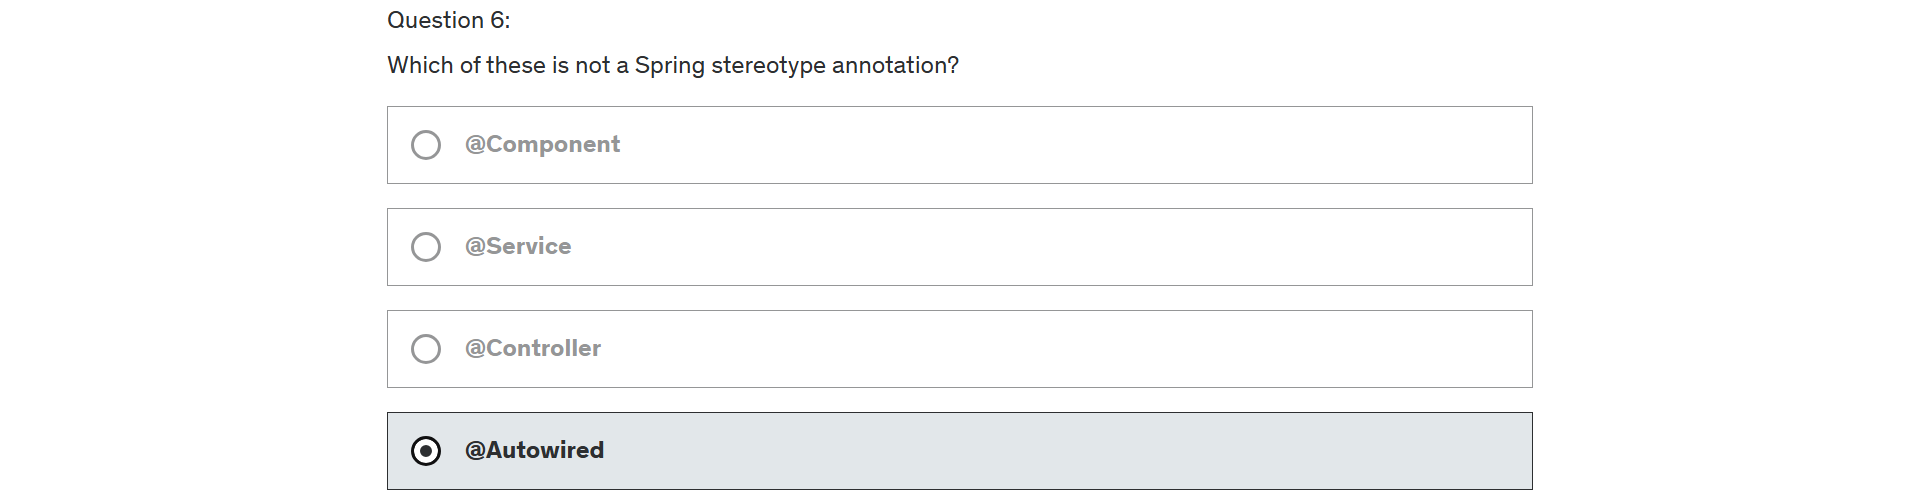 Question 6:
Which of these is not a Spring stereotype annotation?
@Component
@Service
@Controller
@Autowired